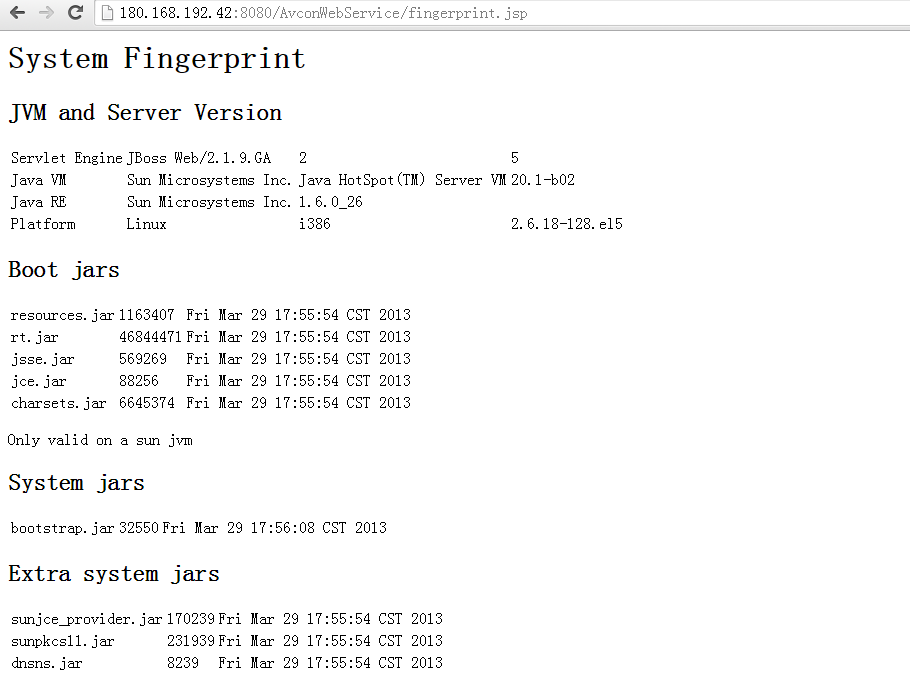 180.168.192.42:8080/AvconWebService/fingerprint.jsp
System Fingerprint
JVM and Server Version
Servlet Engine JBoss Web/2.1.9.GA 2 5
Java VM Sun Microsystems Inc. Java HotSpot(TM) Server VM 20.1-b02
Java RE Sun Microsystems Inc. 1.6.0_26
Platform Linux i386 2.6.18-128.el5
Boot jars
resources.jar 1163407 Fri Mar 29 17:55:54 CST 2013
rt.jar 46844471 Fri Mar 29 17:55:54 CST 2013
jsse.jar 569269 Fri Mar 29 17:55:54 CST 2013
jce.jar 88256 Fri Mar 29 17:55:54 CST 2013
charsets.jar 6645374 Fri Mar 29 17:55:54 CST 2013
Only valid on a sun jvm
System jars
bootstrap.jar 32550 Fri Mar 29 17:56:08 CST 2013
Extra system jars
sunjce_provider.jar 170239 Fri Mar 29 17:55:54 CST 2013
sunpkcs11.jar 231939 Fri Mar 29 17:55:54 CST 2013
dnsns.jar 8239 Fri Mar 29 17:55:54 CST 2013